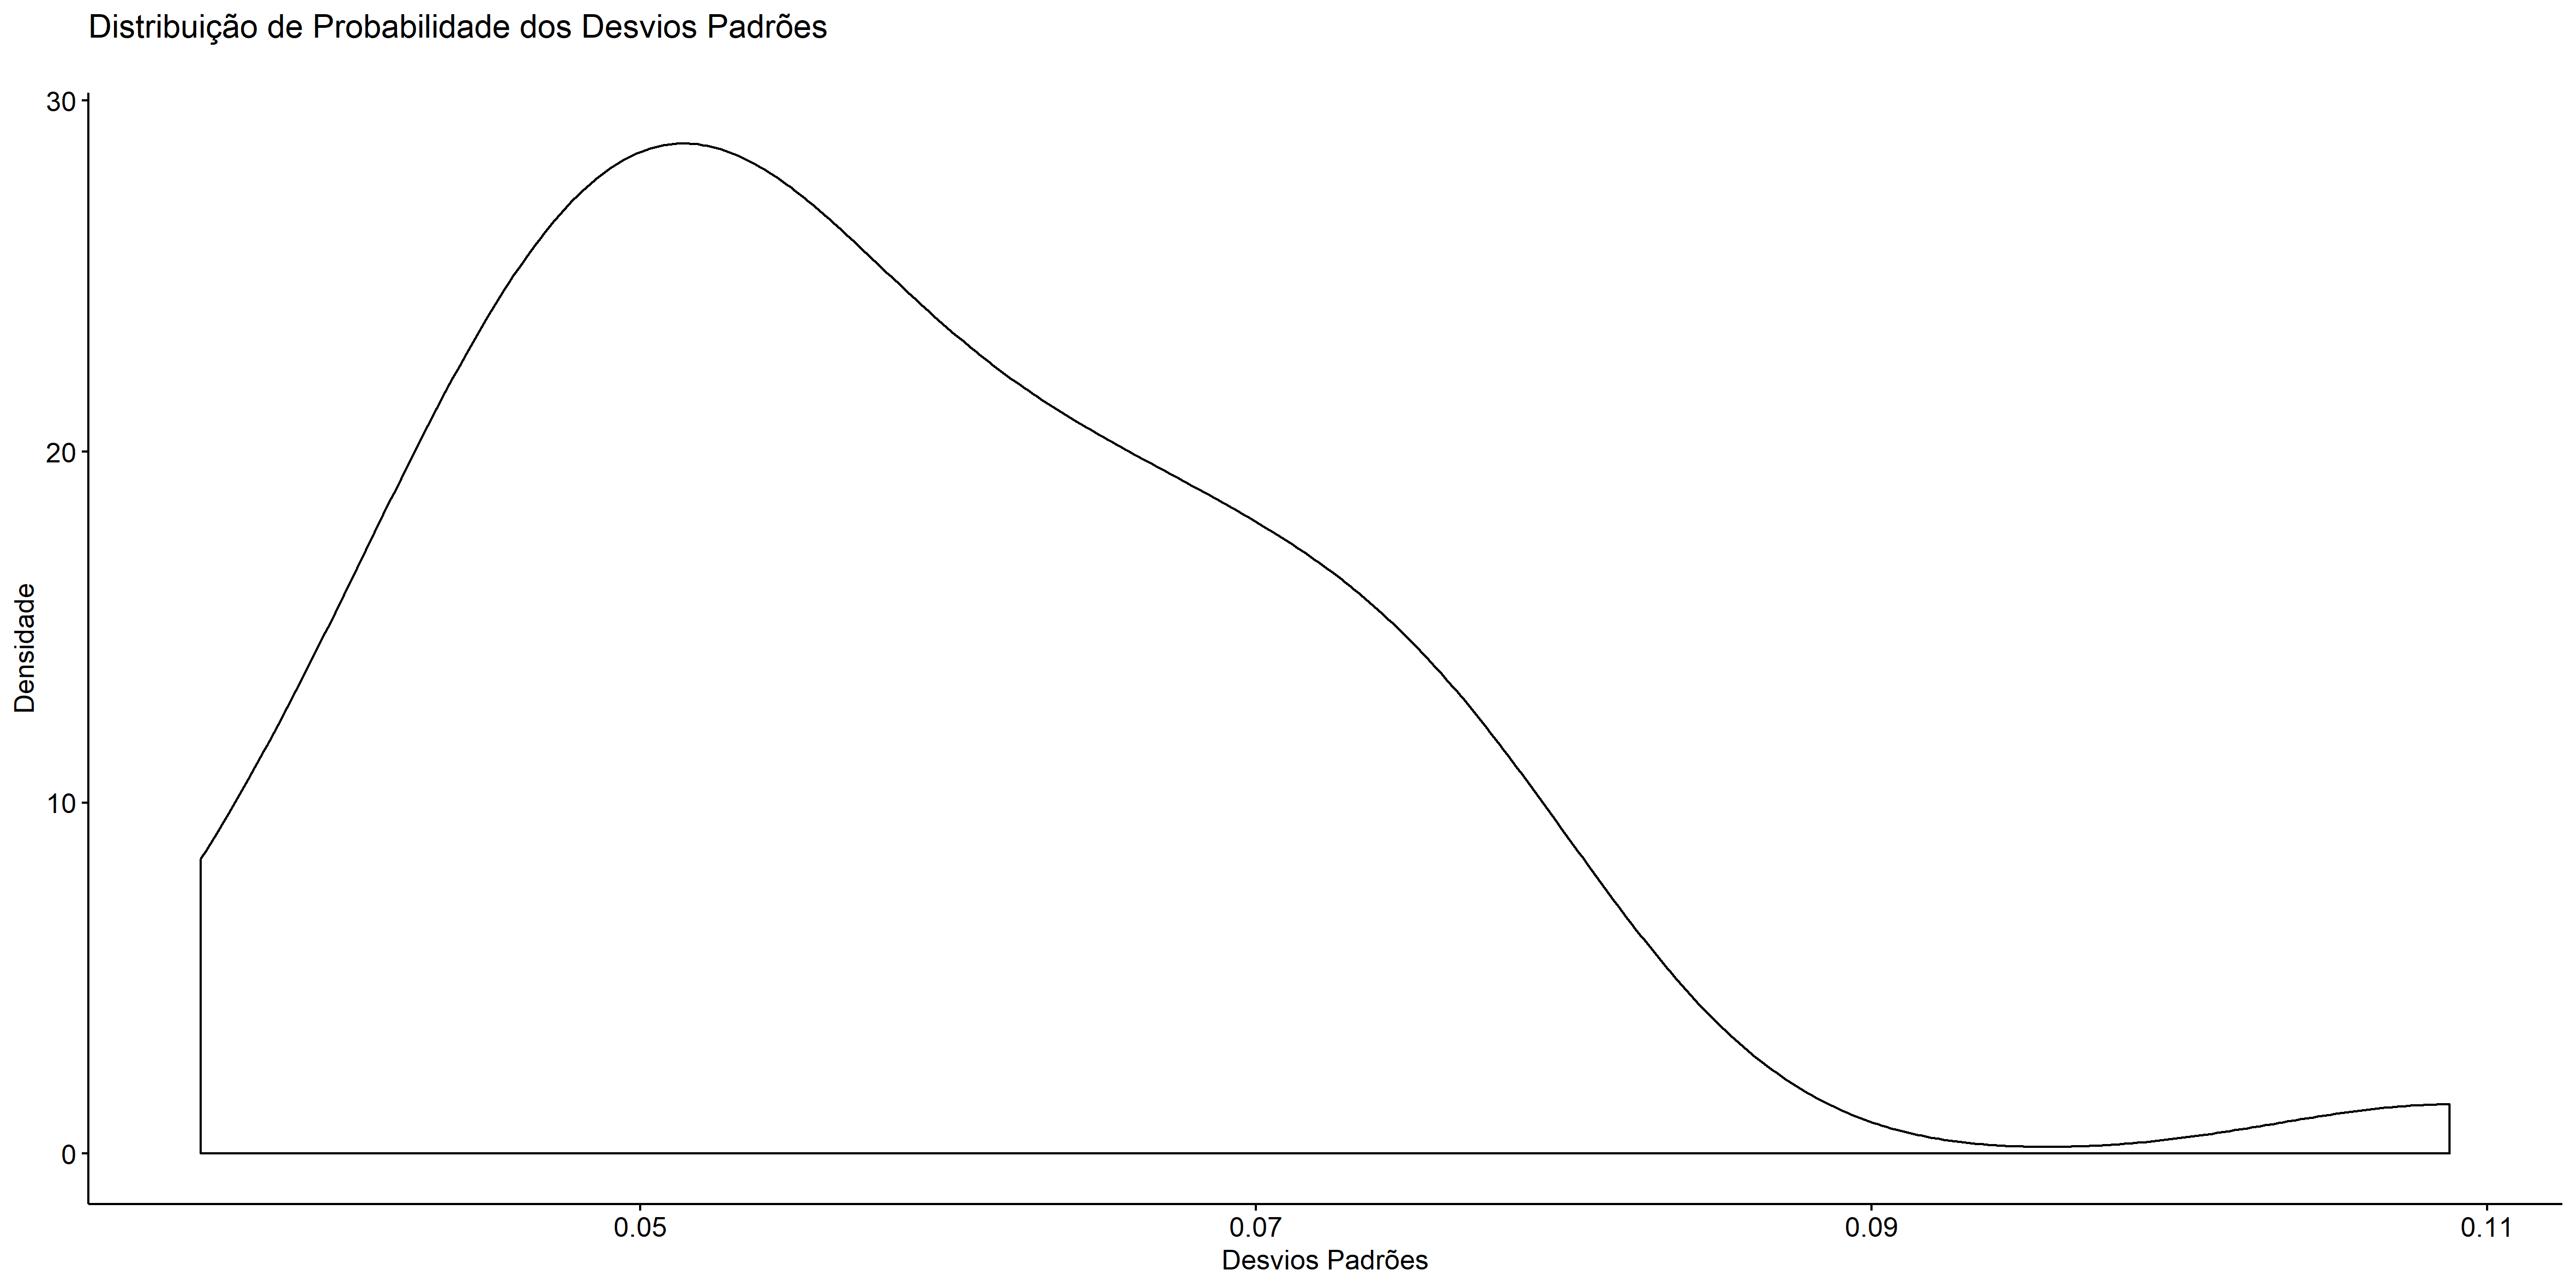 Distribuição de Probabilidade dos Desvios Padrões
30
20
10
0
Densidade
0.05 0.07 0.09 0.11
Desvios Padrões